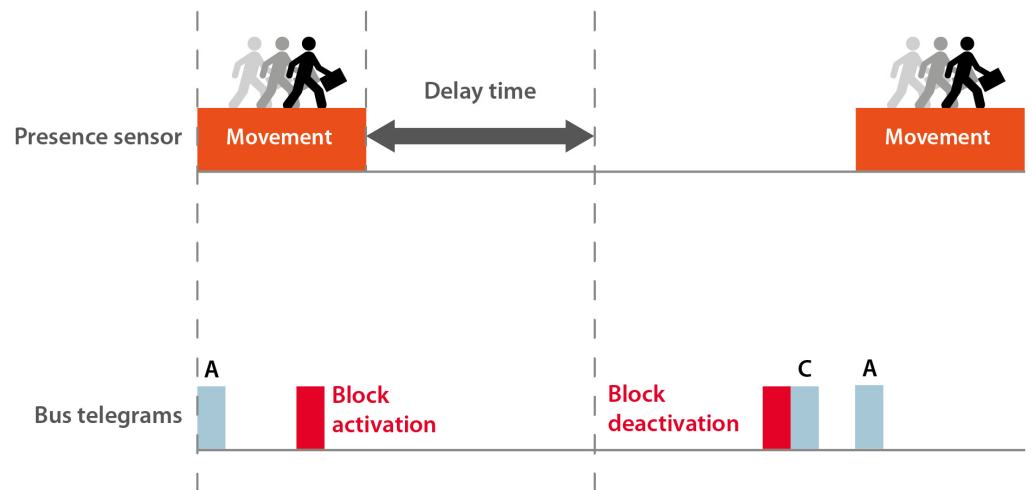 Delay time
Presence sensor
Movement
Movement
A
C
A
Block
activation
Block
deactivation
Bus telegrams